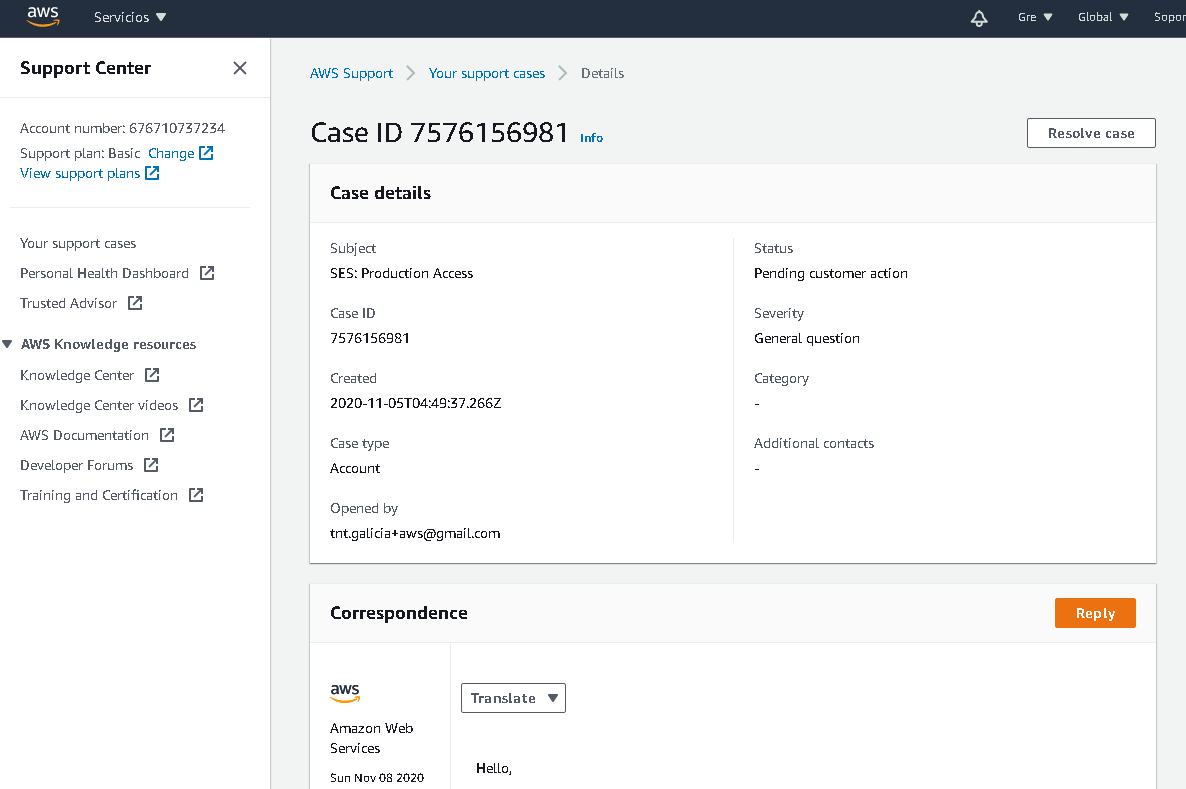 aws Servicios Gre Global Sopor
Support Center
Account number: 676710737234
Support plan: Basic Change
View support plans
Your support cases
Personal Health Dashboard
Trusted Advisor
AWS Knowledge resources
Knowledge Center
Knowledge Center videos
AWS Documentation
Developer Forums
Training and Certification
AWS Support Your support cases Details
Case ID 7576156981 Info
Resolve case
Case details
Subject
SES: Production Access
Case ID
7576156981
Created
2020-11-05T04:49:37.266Z
Case type
Account
Opened by
tnt.galicia+aws@gmail.com
Status
Pending customer action
Severity
General question
Category
-
Additional contacts
-
Correspondence
Reply
aws
Amazon Web
Services
Sun Nov 08 2020
Translate
Hello,